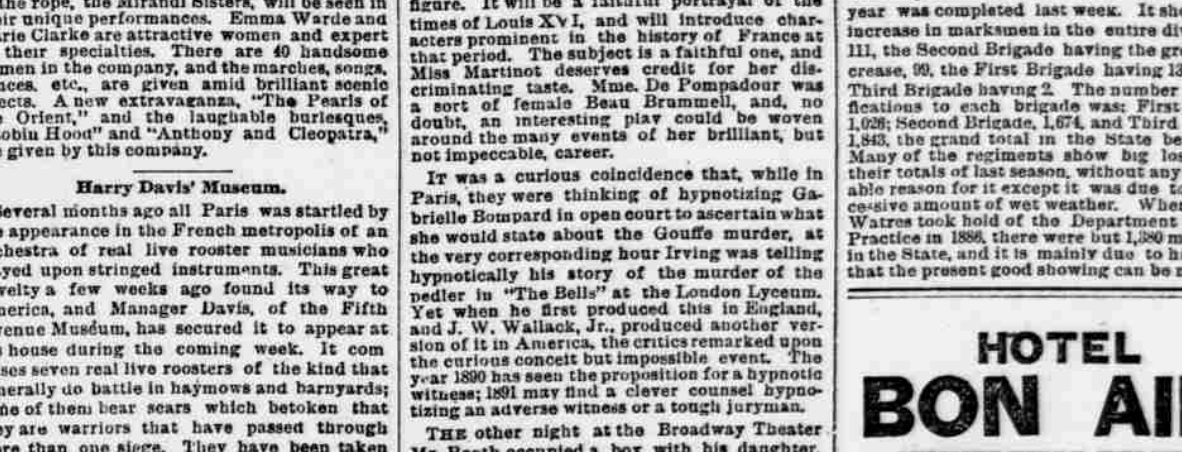 the rope, the Mirandi Sisters, will be seen in
unique performances. Emma Warde and
Clarke are attractive women and expert
their specialties. There are 40 handsome
in the company, and the marches, songs,
etc., are given amid brilliant scenic
A new extravaganza, "The Pearls of
Orient," and the laughable burlesques,
Hood" and "Anthony and Cleopatra,"
given by this company.
Harry Davis' Museum.
Several months ago all Paris was startled by
appearance in the French metropolis of an
of real live rooster musicians who
upon stringed instruments. This great
a few weeks ago found its way to
and Manager Davis, of the Fifth
Museum, has secured it to appear at
house during the coming week. It com
seven real live roosters of the kind that
do battle in haymows and barnyards;
of them bear scars which betoken that
are warriors that have passed through
than one siege. They have been taken
figure. It will be a faithful portrayal of the
times of Louis XVI, and will introduce char-
acters prominent in the history of France at
that period. The subject is a faithful one, and
Miss Martinot deserves credit for her dis-
criminating taste. Mme. De Pompadour was
a sort of female Beau Brummell, and, no
doubt, an interesting play could be woven
around the many events of her brilliant, but
not impeccable, career.
IT was a curious coincidence that, while in
Paris, they were thinking of hypnotizing Ga-
brielle Bompard in open court to ascertain what
she would state about the Gouffe murder, at
the very corresponding hour Irving was telling
hypnotically his story of the murder of the
pedler in "The Bells" at the London Lyceum.
Yet when he first produced this in England,
and J. W. Wallack, Jr., produced another ver-
sion of it in America, the critics remarked upon
the curious conceit but impossible event. The
year 1890 has seen the proposition for a hypnotic
witness; 1891 may find a clever counsel hypno-
tizing an adverse witness or a tough juryman.
THE other night at the Broadway Theater
Mr. Booth occupied a box with his daughter,
year was completed last week. It
increase in marksmen in the entire
111, the Second Brigade having the
crease, 99, the First Brigade having
Third Brigade having 2. The number
fications to each brigade was: First
1,026; Second Brigade, 1,674, and Third
1,843, the grand total in the State
Many of the regiments show big
their totals of last season, without any
able reason for it except it was due
cessive amount of wet weather.
Watres took hold of the Department
Practice in 1886, there were but 1,380
in the State, and it is mainly due to
that the present good showing can be
HOTEL
BON